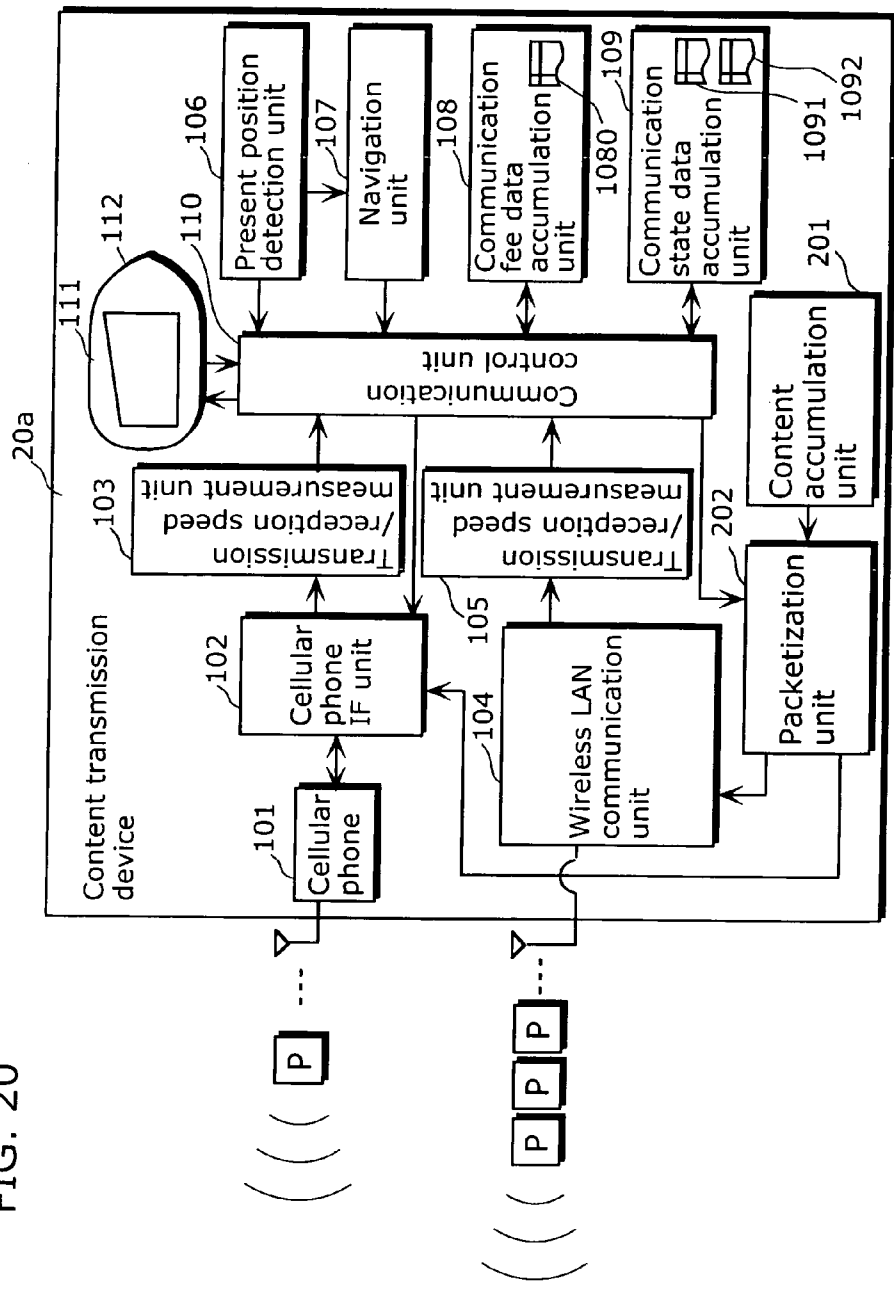 FIG. 20
20a
Content transmission
device
111
112
110
106
Present position
detection unit
107
Navigation
unit
103
Transmission
/reception speed
measurement unit
102
Cellular
phone
IF unit
101
Cellular
phone
Communication
control unit
108
Communication
fee data
accumulation
unit
1080
P
104
Wireless LAN
communication
unit
105
Transmission
/reception speed
measurement unit
109
Communication
state data
accumulation
unit
1091
1092
P
P
P
202
Packetization
unit
201
Content
accumulation
unit